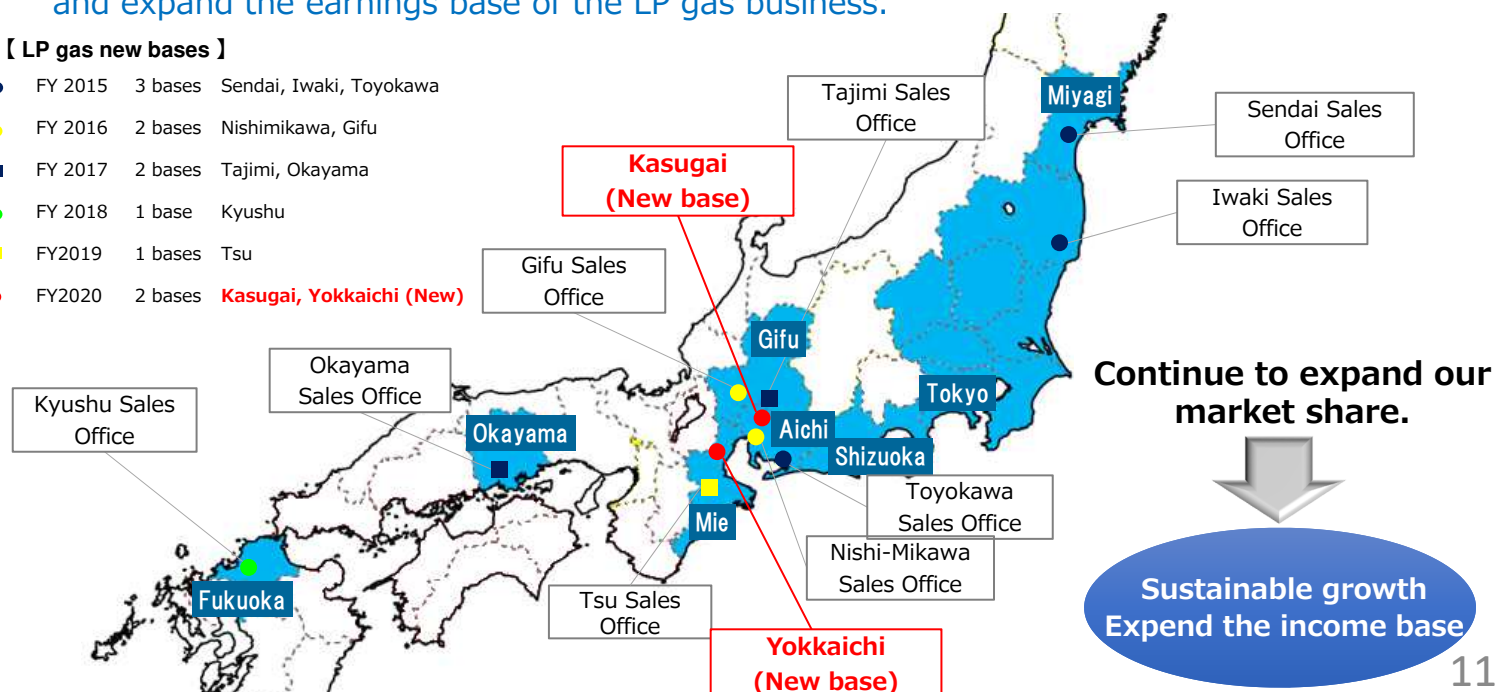 and expand the earnings base of the LP gas business.
【 LP gas new bases 】
FY 2015 3 bases Sendai, Iwaki, Toyokawa
FY 2016 2 bases Nishimikawa, Gifu
FY 2017 2 bases Tajimi, Okayama
FY 2018 1 base Kyushu
FY2019 1 bases Tsu
FY2020 2 bases Kasugai, Yokkaichi (New)
Tajimi Sales
Office
Miyagi
Sendai Sales
Office
Kasugai
(New base)
Iwaki Sales
Office
Gifu Sales
Office
Gifu
Okayama
Sales Office
Tokyo
Continue to expand our
market share.
Kyushu Sales
Office
Okayama
Aichi
Shizuoka
Toyokawa
Sales Office
Mie
Nishi-Mikawa
Sales Office
Fukuoka
Tsu Sales
Office
Sustainable growth
Expend the income base
Yokkaichi
(New base)
11